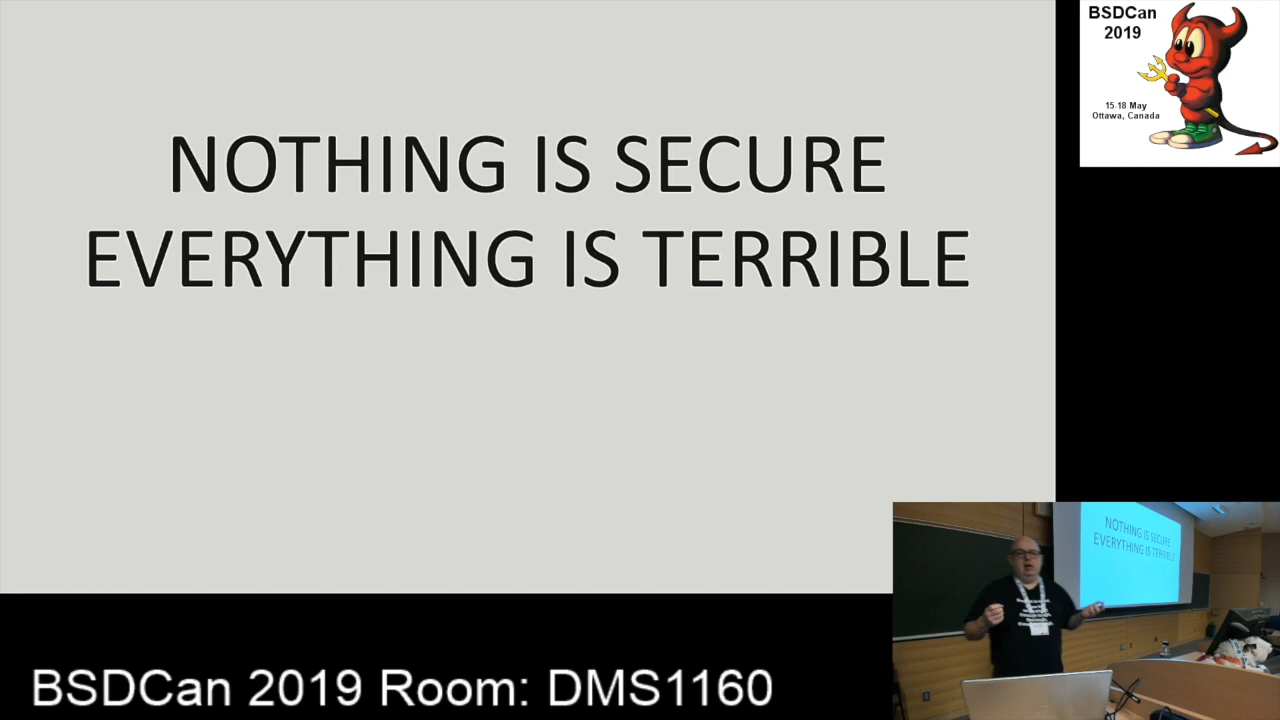 NOTHING IS SECURE
EVERYTHING IS TERRIBLE
BSDCan
2019
15-18 May
Ottawa, Canada
NOTHING IS SECURE
EVERYTHING IS TERRIBLE
BSDCan 2019 Room: DMS1160